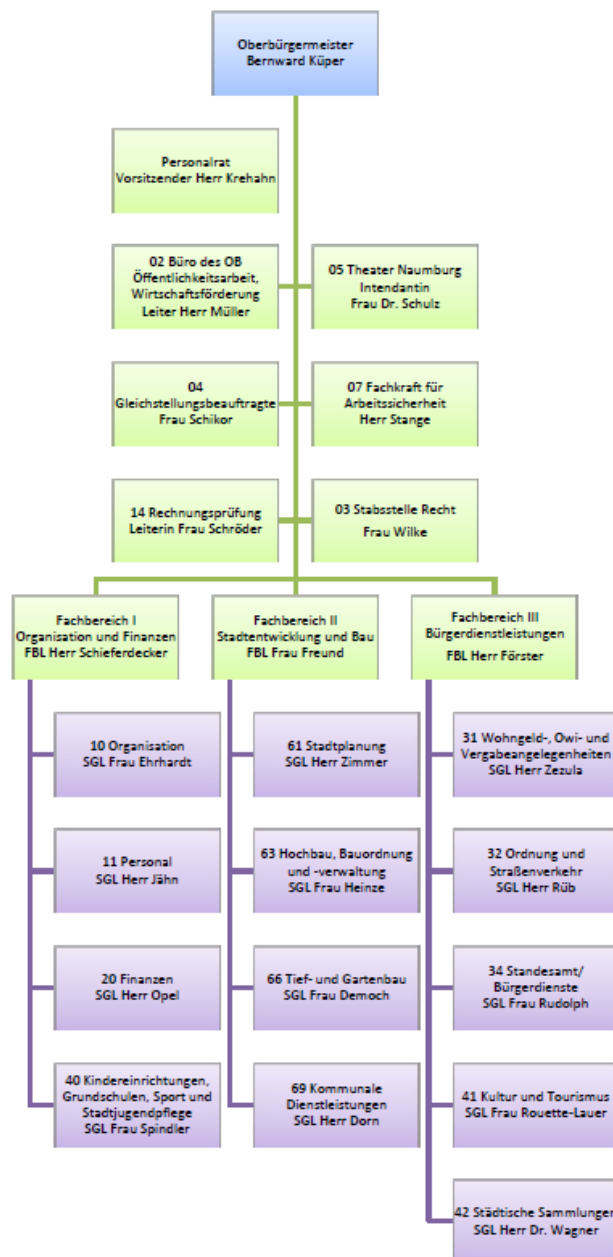 Oberbürgermeister
Bernward Küper
Personalrat
Vorsitzender Herr Krehahn
02 Büro des OB
Öffentlichkeitsarbeit,
Wirtschaftsförderung
Leiter Herr Müller
05 Theater Naumburg
Intendantin
Frau Dr. Schulz
04
Gleichstellungsbeauftragte
Frau Schikor
07 Fachkraft für
Arbeitssicherheit
Herr Stange
14 Rechnungsprüfung
Leiterin Frau Schröder
03 Stabsstelle Recht
Frau Wilke
Fachbereich I
Organisation und Finanzen
FBL Herr Schieferdecker
Fachbereich II
Stadtentwicklung und Bau
FBL Frau Freund
Fachbereich III
Bürgerdienstleistungen
FBL Herr Förster
10 Organisation
SGL Frau Ehrhardt
11 Personal
SGL Herr Jähn
20 Finanzen
SGL Herr Opel
40 Kindereinrichtungen,
Grundschulen, Sport und
Stadtjugendpflege
SGL Frau Spindler
61 Stadtplanung
SGL Herr Zimmer
63 Hochbau, Bauordnung
und -verwaltung
SGL Frau Heinze
66 Tief- und Gartenbau
SGL Frau Democh
69 Kommunale
Dienstleistungen
SGL Herr Dorn
31 Wohngeld-, Owi- und
Vergabeangelegenheiten
SGL Herr Zezula
32 Ordnung und
Straßenverkehr
SGL Herr Rüb
34 Standesamt/
Bürgerdienste
SGL Frau Rudolph
41 Kultur und Tourismus
SGL Frau Rouette-Lauer
42 Städtische Sammlungen
SGL Herr Dr. Wagner